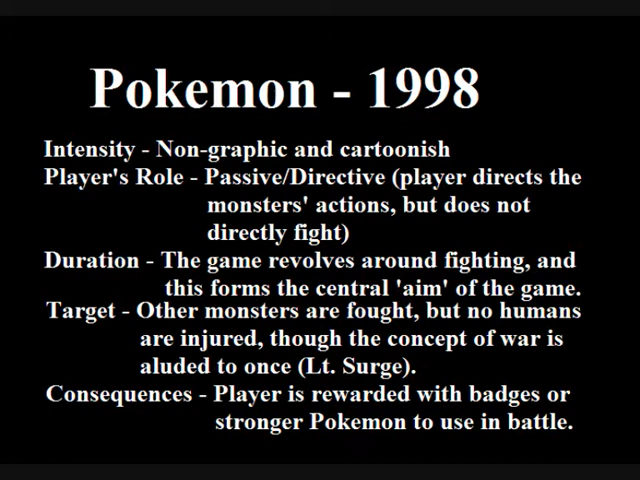 Pokemon - 1998
Intensity - Non-graphic and cartoonish
Player's Role - Passive/Directive (player directs the
monsters' actions, but does not
directly fight)
Duration - The game revolves around fighting, and
this forms the central 'aim' of the game.
Target - Other monsters are fought, but no humans
are injured, though the concept of war is
aluded to once (Lt. Surge).
Consequences - Player is rewarded with badges or
stronger Pokemon to use in battle.